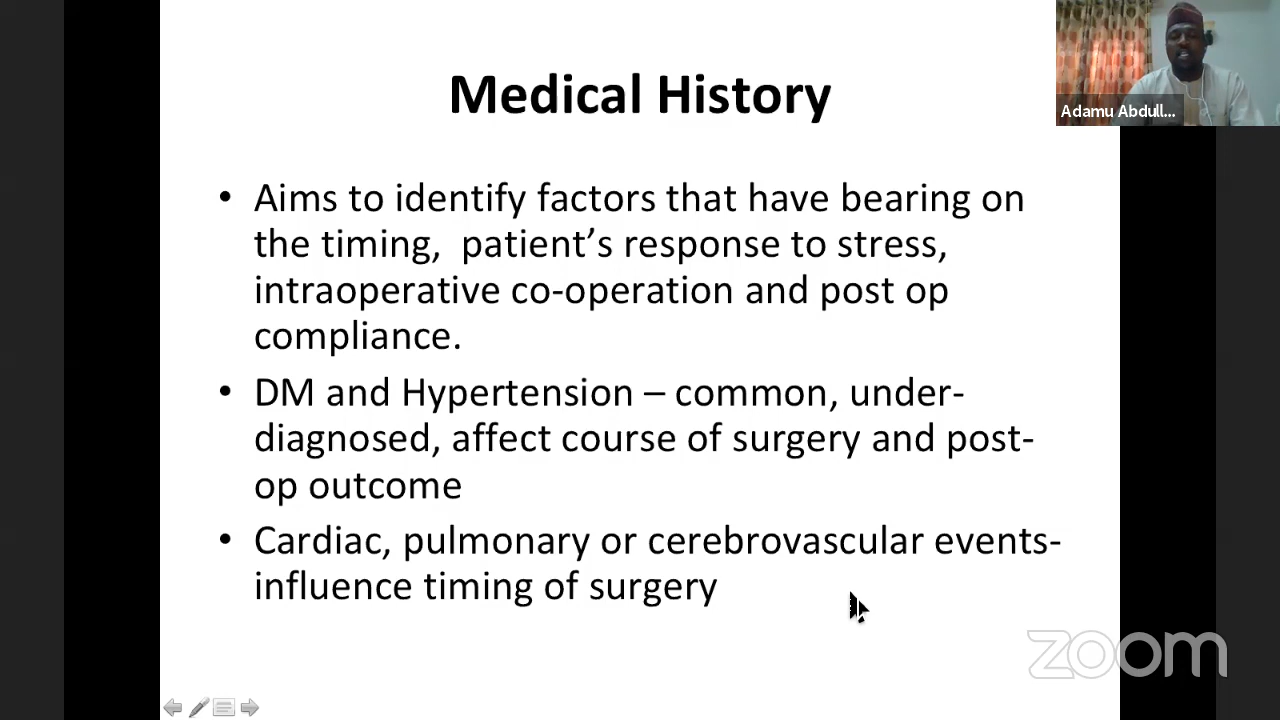 Medical History
• Aims to identify factors that have bearing on
the timing,  patient’s response to stress,
intraoperative co-operation and post op
compliance.
• DM and Hypertension – common, under-
diagnosed, affect course of surgery and post-
op outcome
• Cardiac, pulmonary or cerebrovascular events-
influence timing of surgery
Adamu Abdull...
zoom